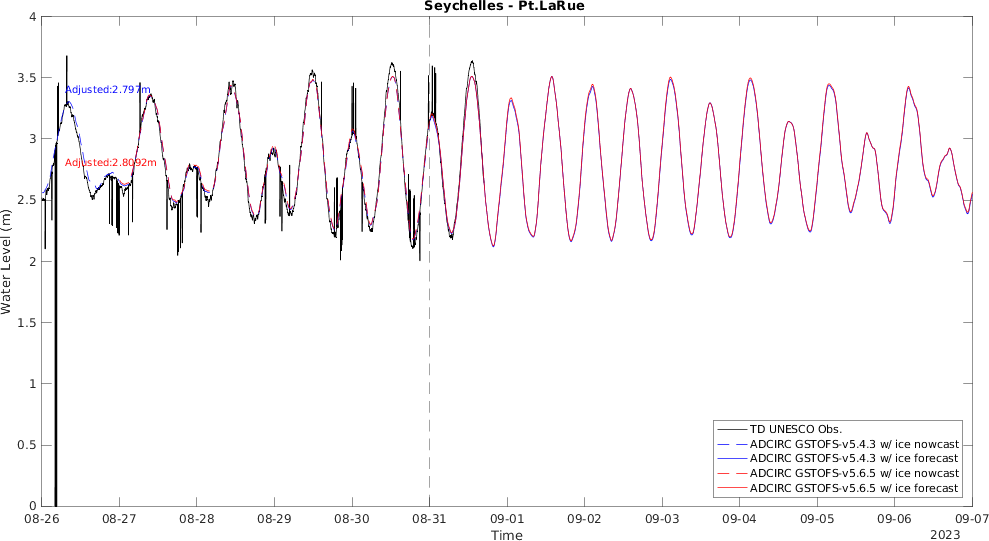 Seychelles - Pt.LaRue
4
3.5
3
2.5
2
1.5
1
0.5
0
Water Level (m)
Adjusted:2.797m
Adjusted:2.8092m
TD UNESCO Obs.
ADCIRC GSTOFS-v5.4.3 w/ ice nowcast
ADCIRC GSTOFS-v5.4.3 w/ ice forecast
ADCIRC GSTOFS-v5.6.5 w/ ice nowcast
ADCIRC GSTOFS-v5.6.5 w/ ice forecast
08-26 08-27 08-28 08-29 08-30 08-31 09-01 09-02 09-03 09-04 09-05 09-06 09-07
Time
2023